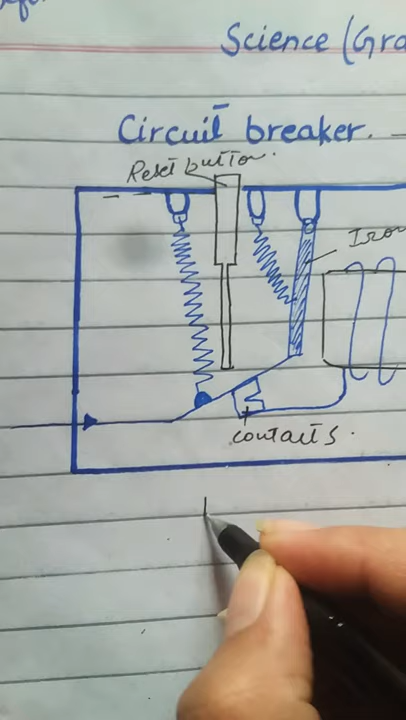 Science (Gra
Circuit breaker.
Reset button.
Iron
contacts.